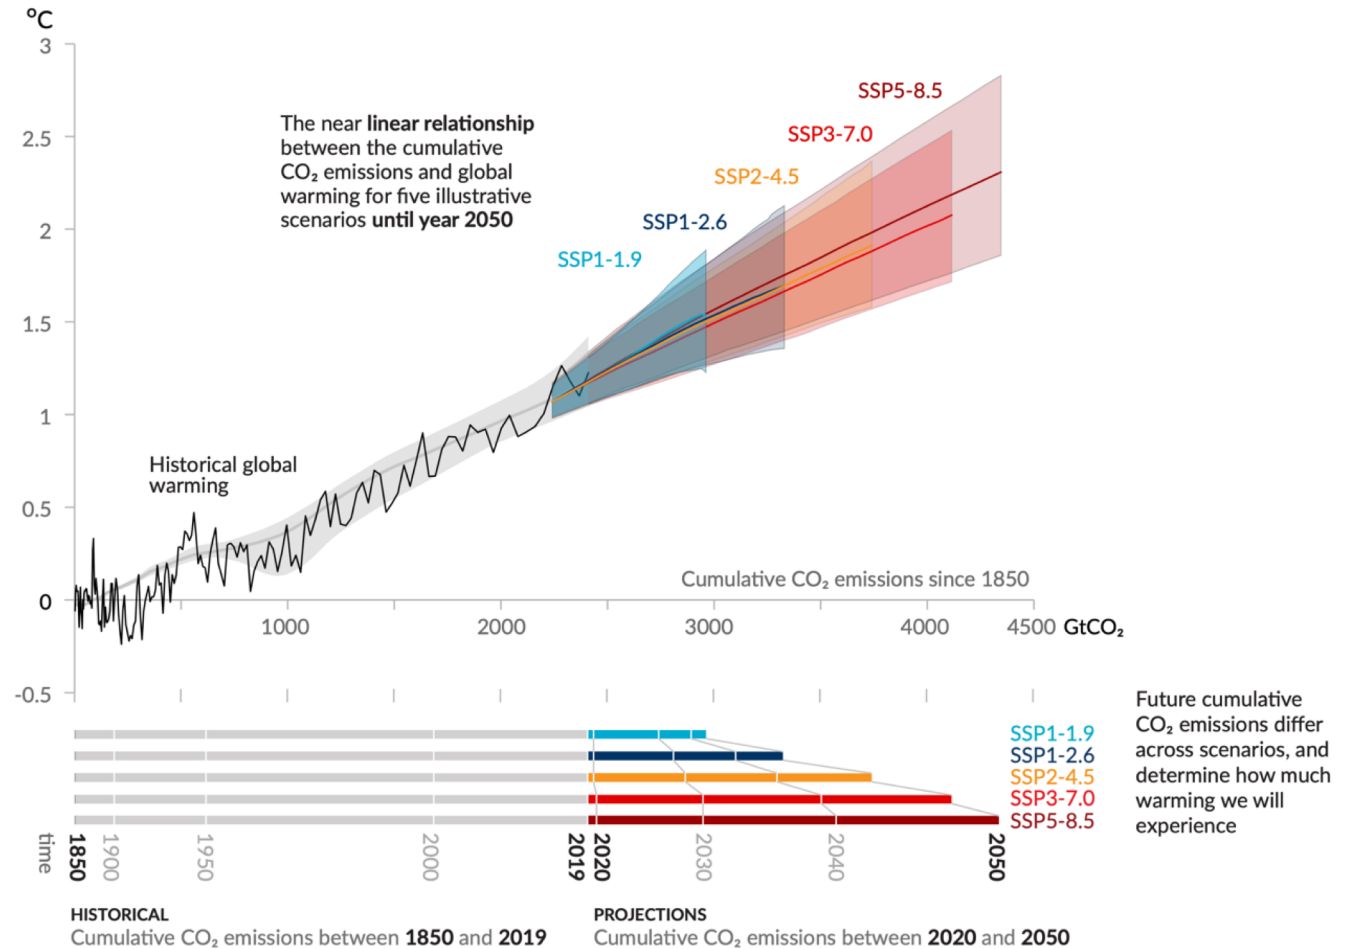 °C
3
SSP5-8.5
The near linear relationship
between the cumulative
CO₂ emissions and global
warming for five illustrative
scenarios until year 2050
SSP3-7.0
2.5
SSP2-4.5
SSP1-2.6
2
SSP1-1.9
1.5
1
Historical global
warming
0.5
Cumulative CO₂ emissions since 1850
0
1000
2000
3000
4000
4500 GtCO₂
-0.5
Future cumulative
CO₂ emissions differ
across scenarios, and
determine how much
warming we will
experience
SSP1-1.9
SSP1-2.6
SSP2-4.5
SSP3-7.0
SSP5-8.5
time
1850
1900
1950
2000
2019
2020
2030
2040
2050
HISTORICAL
Cumulative CO₂ emissions between 1850 and 2019
PROJECTIONS
Cumulative CO₂ emissions between 2020 and 2050